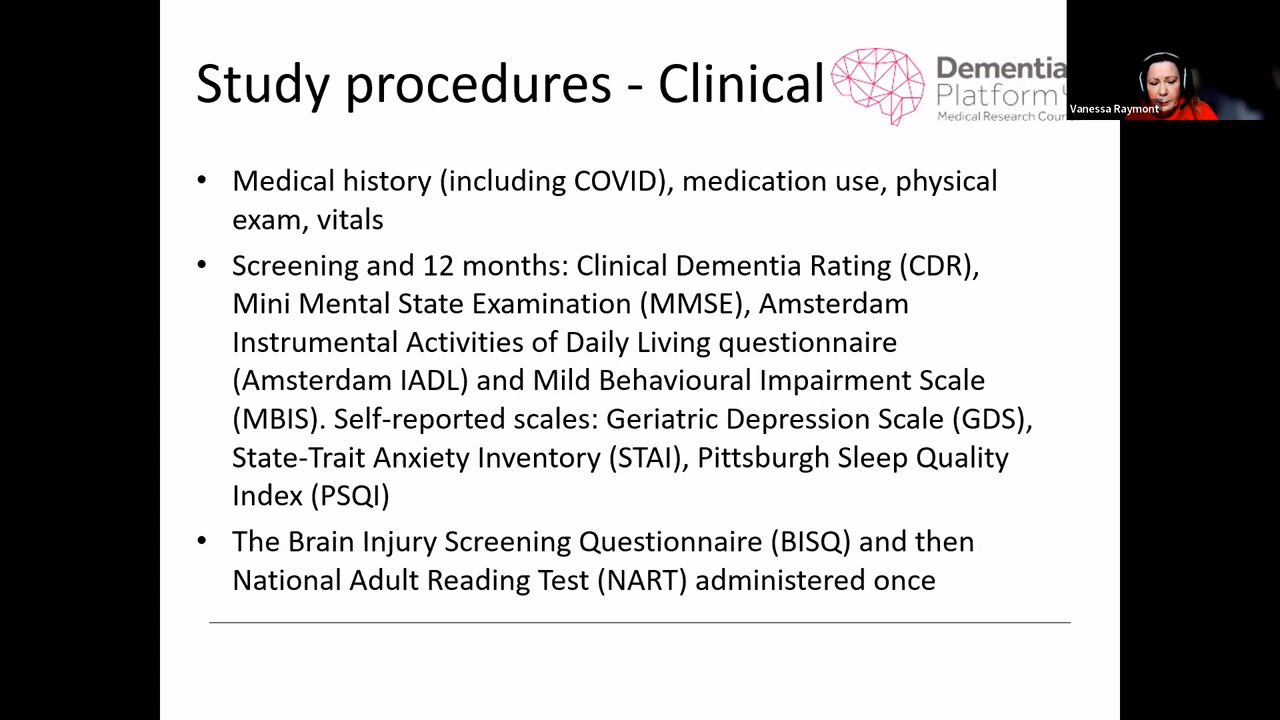 Study procedures - Clinical
Dementia
Platform
Medical Research
Vanessa Raymont
• Medical history (including COVID), medication use, physical
exam, vitals
• Screening and 12 months: Clinical Dementia Rating (CDR),
Mini Mental State Examination (MMSE), Amsterdam
Instrumental Activities of Daily Living questionnaire
(Amsterdam IADL) and Mild Behavioural Impairment Scale
(MBIS). Self-reported scales: Geriatric Depression Scale (GDS),
State-Trait Anxiety Inventory (STAI), Pittsburgh Sleep Quality
Index (PSQI)
• The Brain Injury Screening Questionnaire (BISQ) and then
National Adult Reading Test (NART) administered once